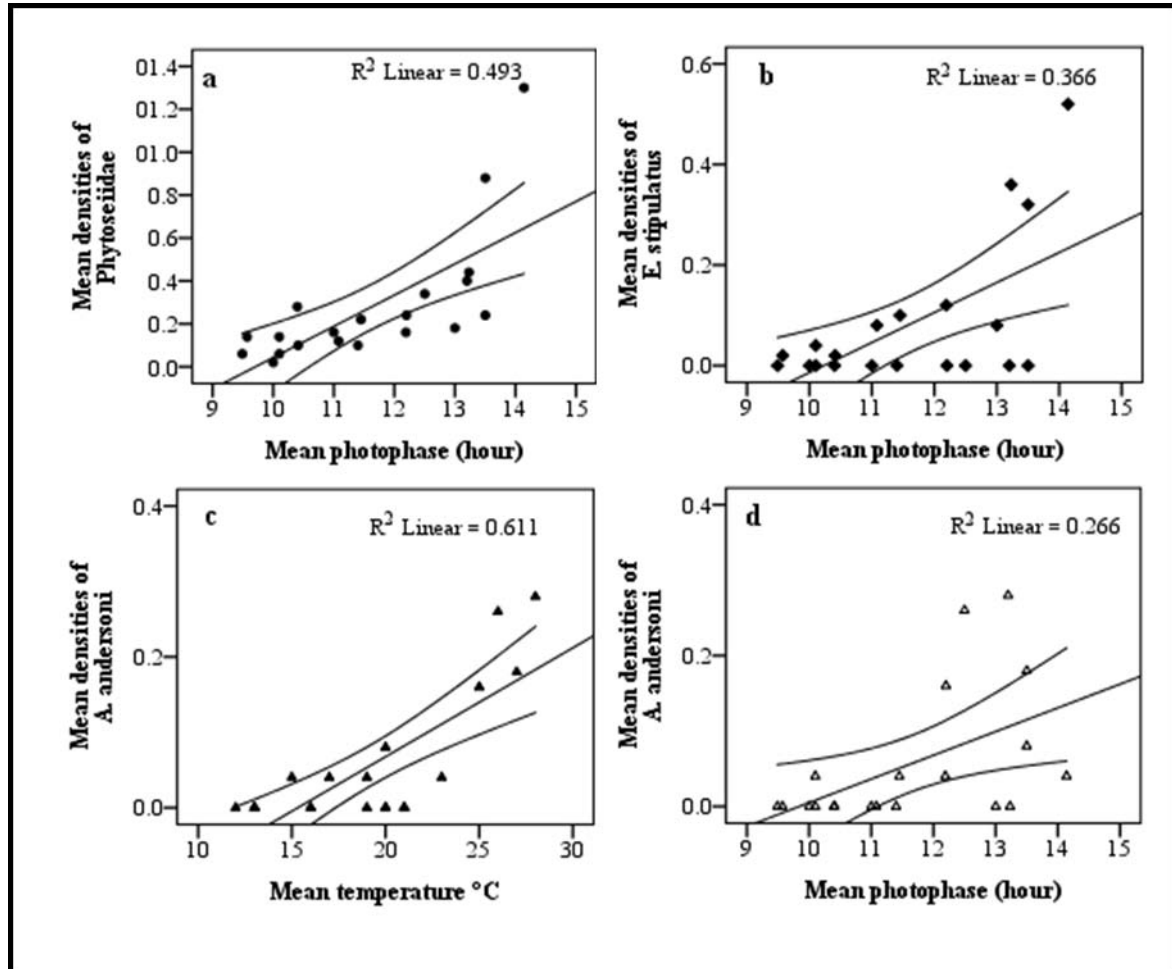 a
R² Linear = 0.493
Mean densities of
Phytoseiidae
01.4
01.2
01.0
0.8
0.6
0.4
0.2
0.0
9 10 11 12 13 14 15
Mean photophase (hour)
b
R² Linear = 0.366
Mean densities of
E. stipulatus
0.6
0.4
0.2
0.0
9 10 11 12 13 14 15
Mean photophase (hour)
c
R² Linear = 0.611
Mean densities of
A. andersoni
0.4
0.2
0.0
10 15 20 25 30
Mean temperature °C
d
R² Linear = 0.266
Mean densities of
A. andersoni
0.4
0.2
0.0
9 10 11 12 13 14 15
Mean photophase (hour)